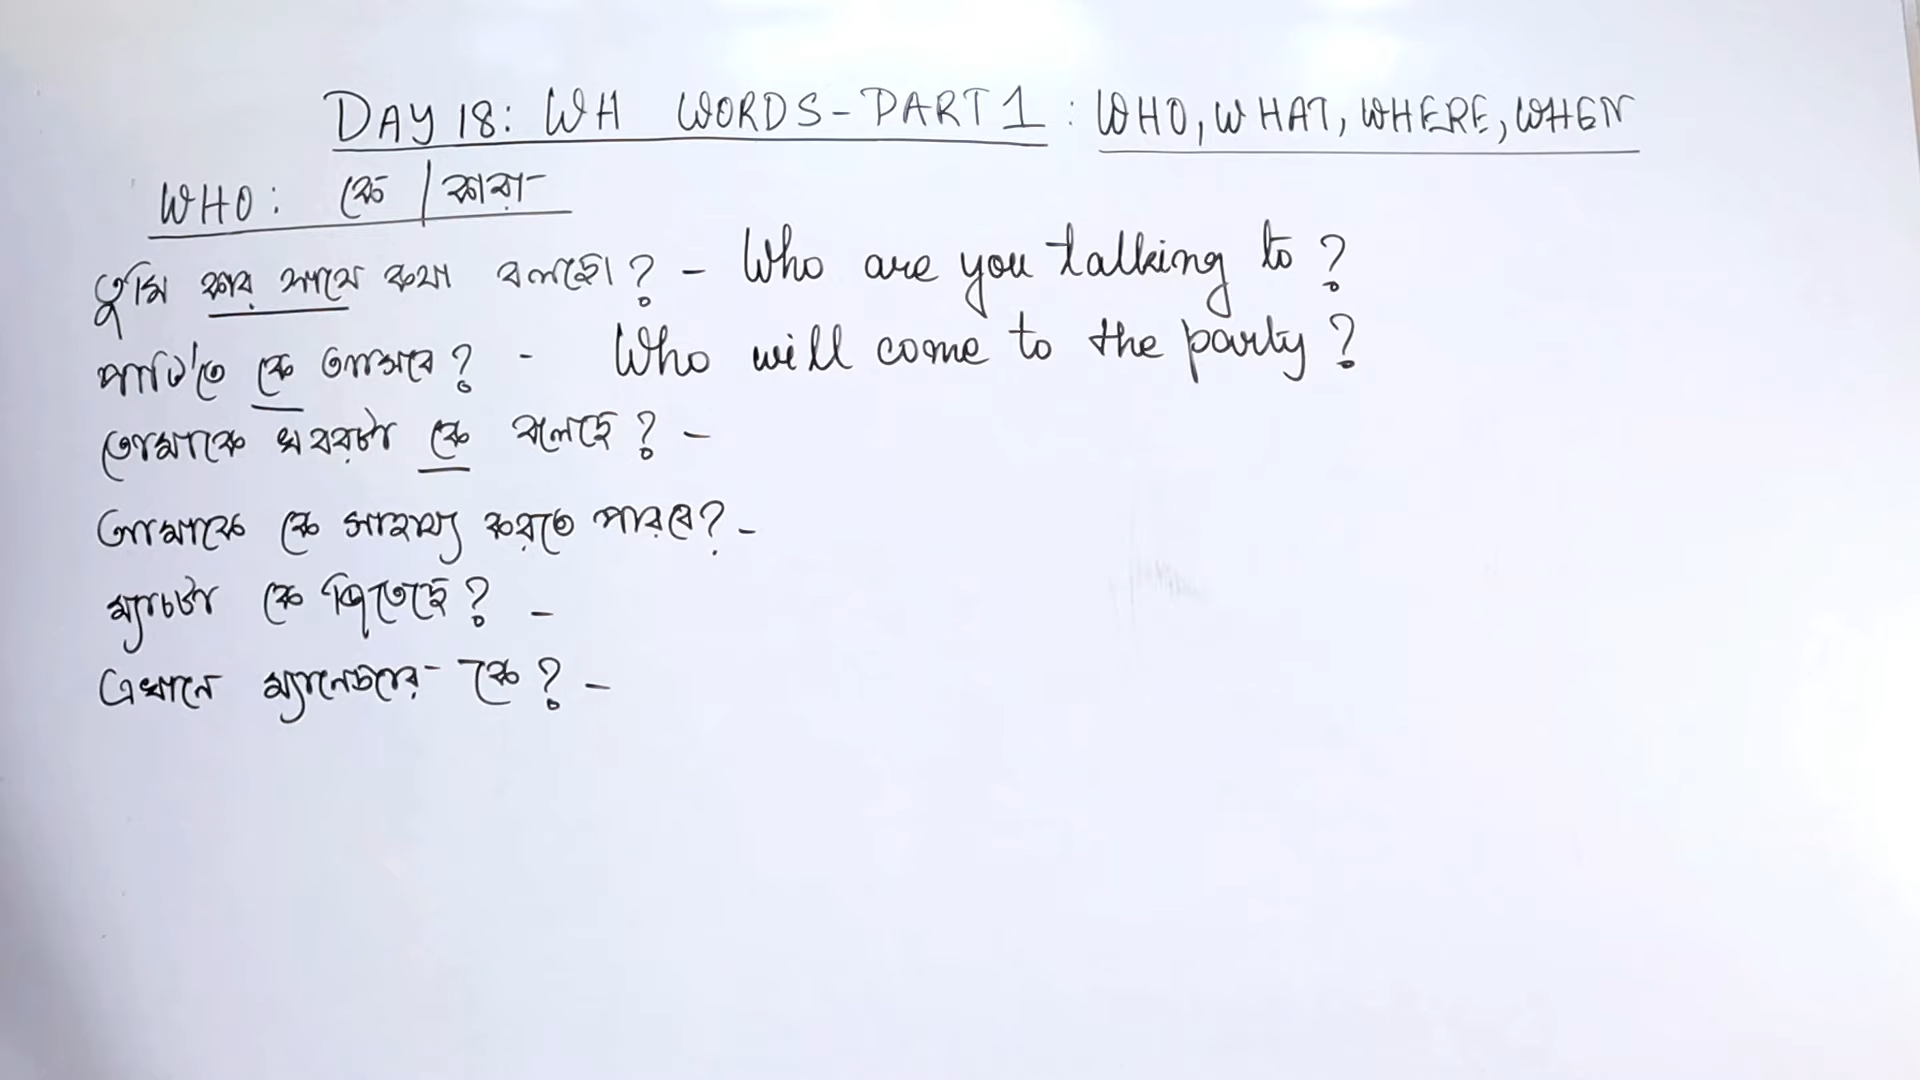 DAY 18: WH WORDS - PART 1 : WHO, WHAT, WHERE, WHEN
WHO: কে / কারা
তুমি কার সাথে কথা বলছো? - Who are you talking to?
পার্টিতে কে আসবে? - Who will come to the party?
তোমাকে খবরটা কে বলেছে? -
আমাকে কে সাহায্য করতে পারবে? -
ম্যাচটা কে জিতেছে? -
এখানে ম্যানেজার কে? -